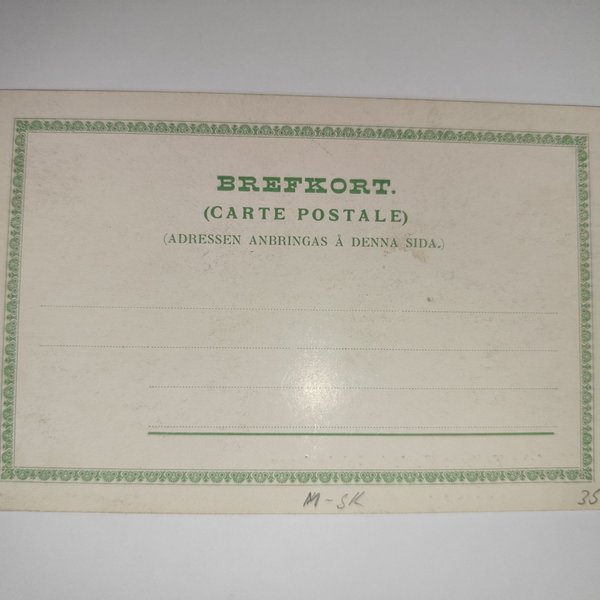 BREFKORT.
(CARTE POSTALE)
(ADRESSEN ANBRINGAS Å DENNA SIDA.)
M-SK 35